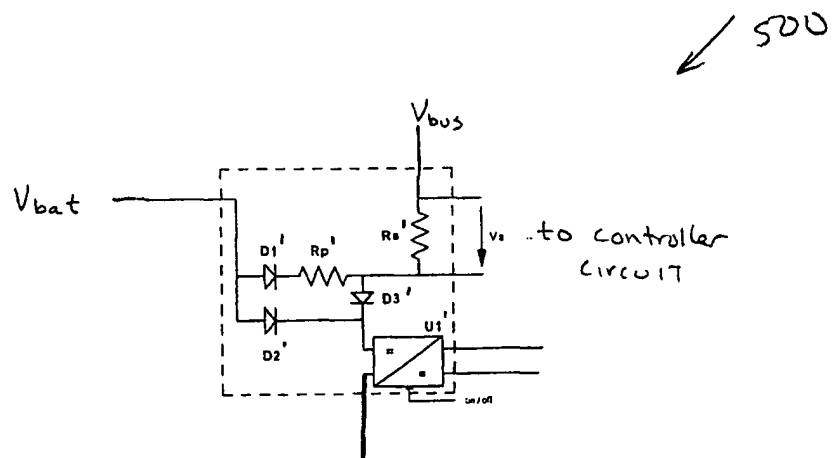 500
Vbus
Vbat
D1'
Rp'
Rs'
Vs
..to controller
circuit
D3'
D2'
U1'
=
=
on/off